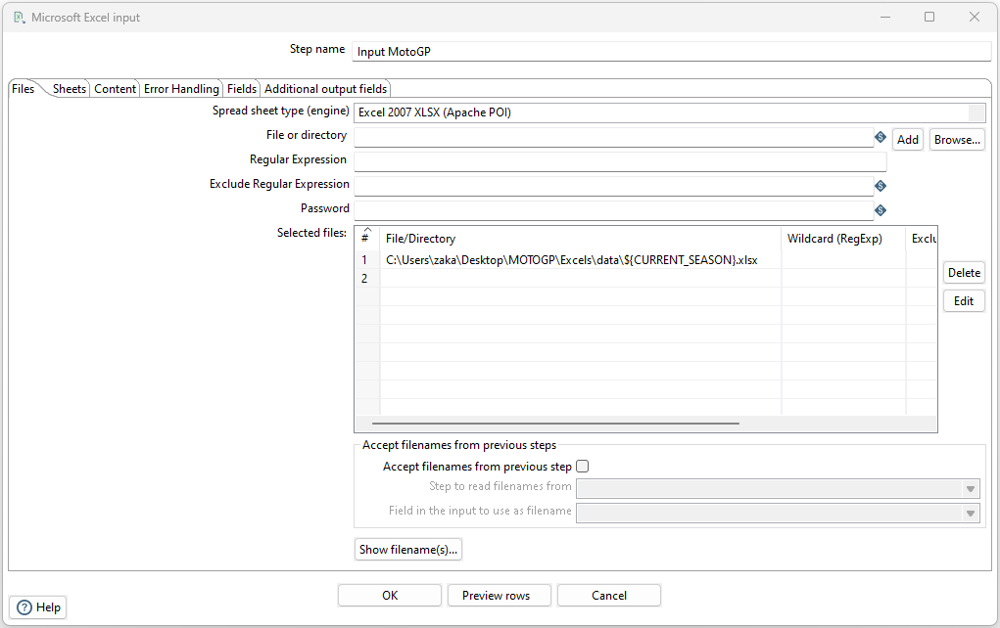 Microsoft Excel input
Step name Input MotoGP
Files Sheets Content Error Handling Fields Additional output fields
Spread sheet type (engine) Excel 2007 XLSX (Apache POI)
File or directory Add Browse...
Regular Expression
Exclude Regular Expression
Password
Selected files: # File/Directory Wildcard (RegExp) Exclu
1 C:\Users\zaka\Desktop\MOTOGP\Excels\data\${CURRENT_SEASON}.xlsx
2
Delete
Edit
Accept filenames from previous steps
Accept filenames from previous step
Step to read filenames from
Field in the input to use as filename
Show filename(s)...
OK Preview rows Cancel
Help